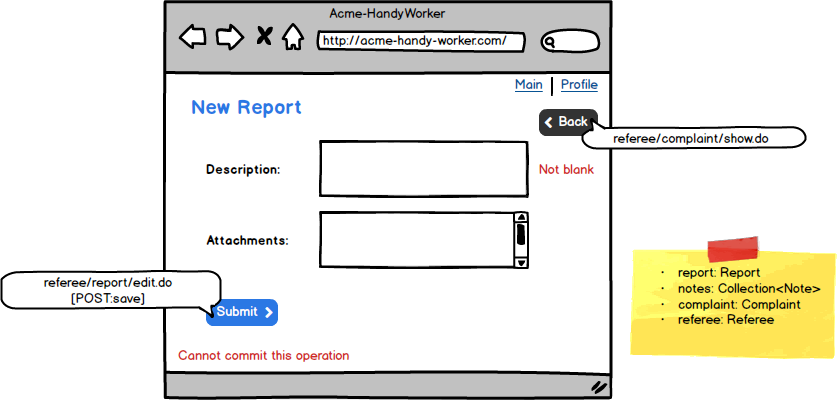 Acme-HandyWorker
http://acme-handy-worker.com/
Main
Profile
New Report
Back
referee/complaint/show.do
Description:
Not blank
Attachments:
referee/report/edit.do
[POST:save]
Submit
Cannot commit this operation
• report: Report
• notes: Collection<Note>
• complaint: Complaint
• referee: Referee